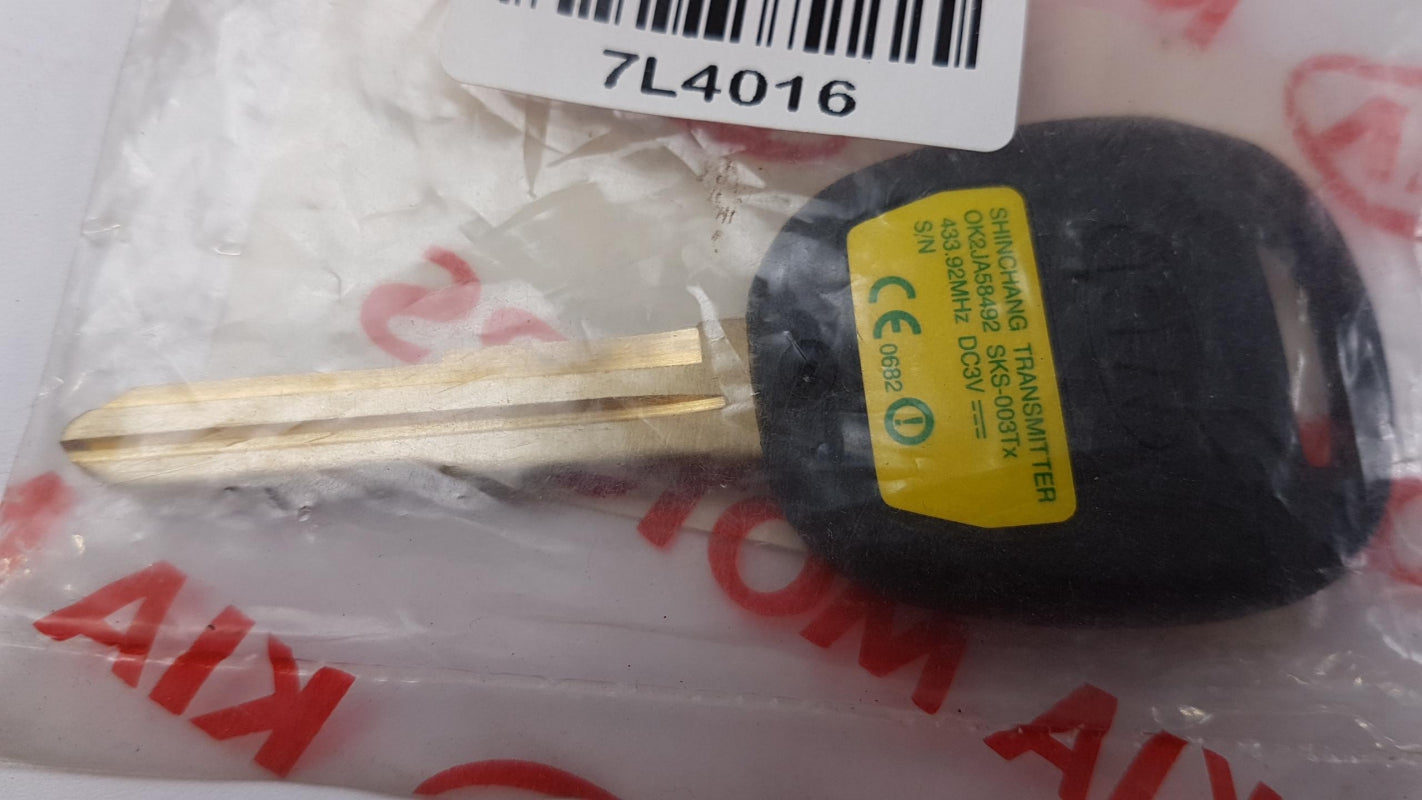 7L4016
SHINCHANG TRANSMITTER
OK2JA58492 SKS-003Tx
433.92MHz DC3V
S/N
CE 0682
KIA
MOTORS
KIA
KIA